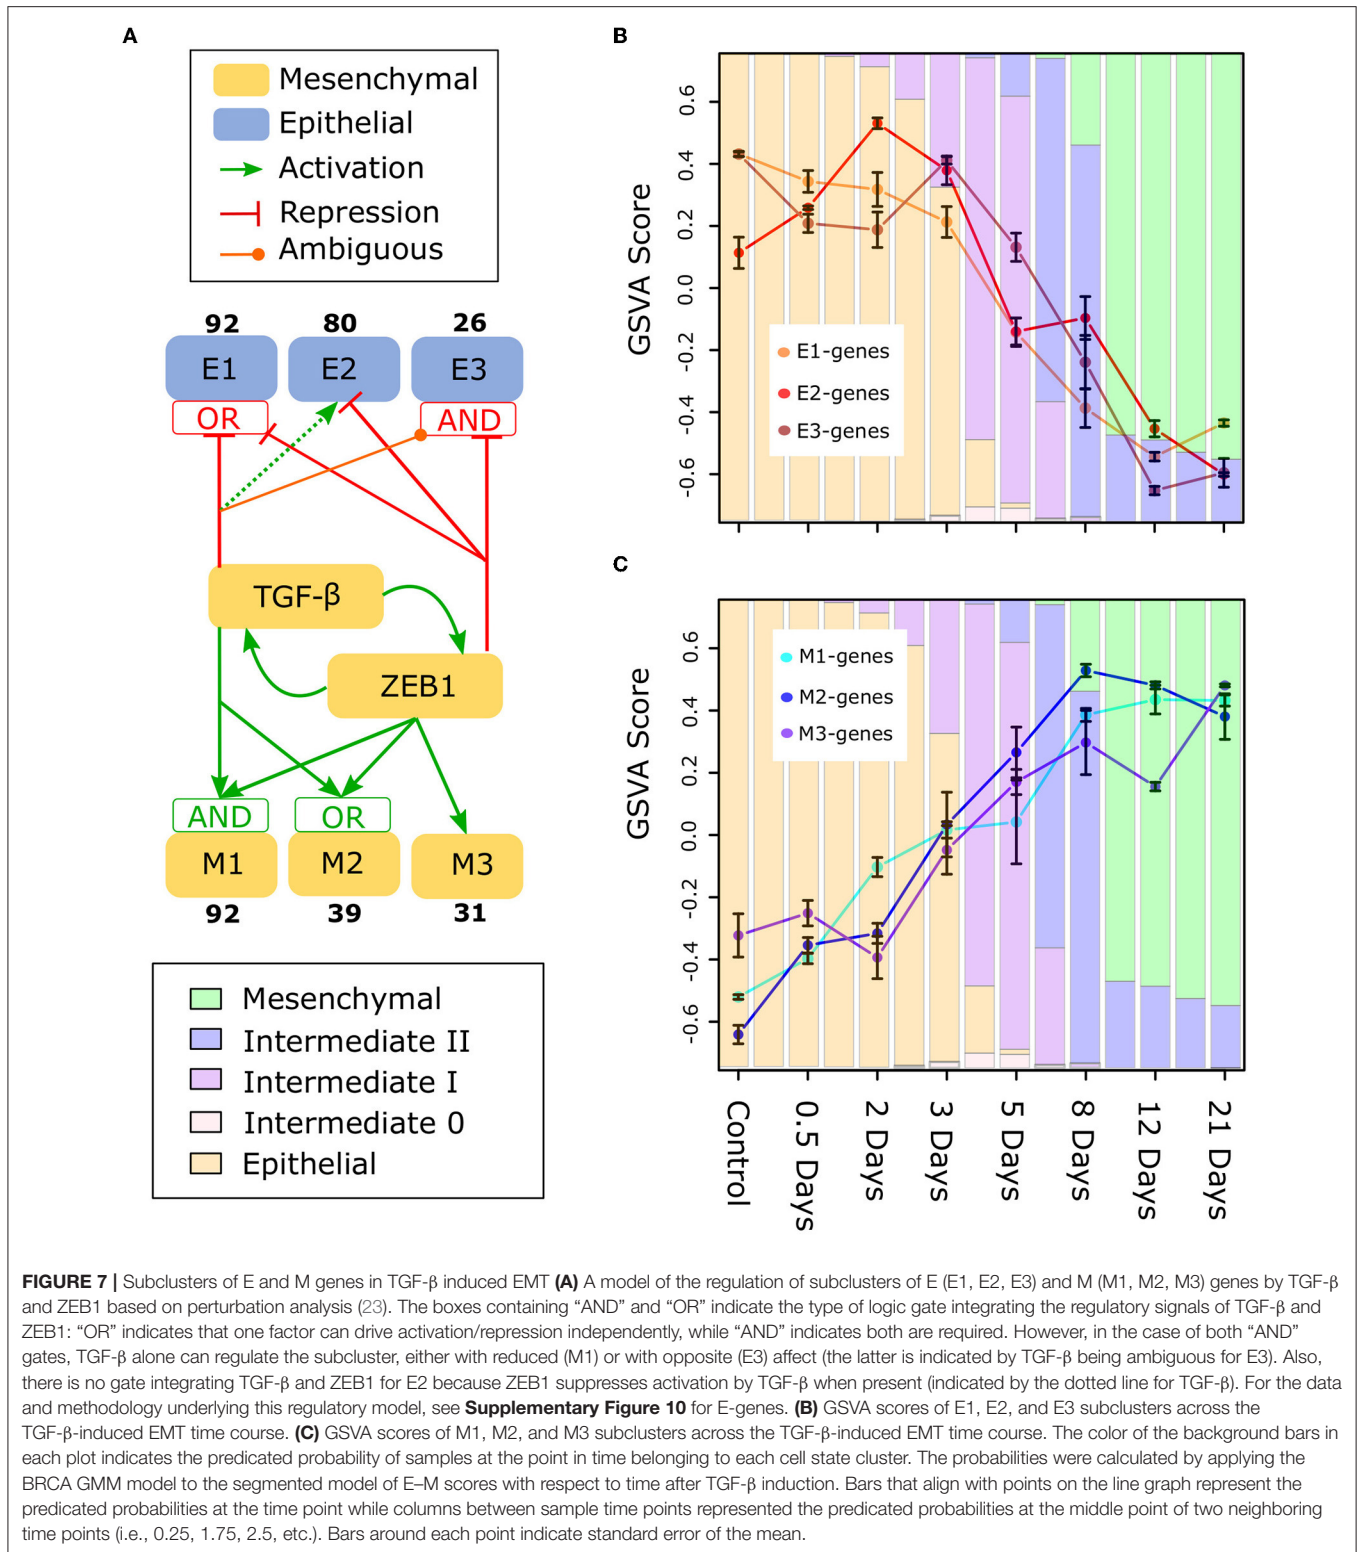 A
Mesenchymal
Epithelial
Activation
Repression
Ambiguous
92 80 26
E1 E2 E3
OR AND
TGF-β
ZEB1
AND OR
M1 M2 M3
92 39 31
Mesenchymal
Intermediate II
Intermediate I
Intermediate 0
Epithelial
B
GSVA Score
0.6
0.4
0.2
0.0
-0.2
-0.4
-0.6
E1-genes
E2-genes
E3-genes
C
GSVA Score
0.6
0.4
0.2
0.0
-0.2
-0.4
-0.6
M1-genes
M2-genes
M3-genes
Control
0.5 Days
2 Days
3 Days
5 Days
8 Days
12 Days
21 Days
FIGURE 7 | Subclusters of E and M genes in TGF-β induced EMT (A) A model of the regulation of subclusters of E (E1, E2, E3) and M (M1, M2, M3) genes by TGF-β
and ZEB1 based on perturbation analysis (23). The boxes containing “AND” and “OR” indicate the type of logic gate integrating the regulatory signals of TGF-β and
ZEB1: “OR” indicates that one factor can drive activation/repression independently, while “AND” indicates both are required. However, in the case of both “AND”
gates, TGF-β alone can regulate the subcluster, either with reduced (M1) or with opposite (E3) affect (the latter is indicated by TGF-β being ambiguous for E3). Also,
there is no gate integrating TGF-β and ZEB1 for E2 because ZEB1 suppresses activation by TGF-β when present (indicated by the dotted line for TGF-β). For the data
and methodology underlying this regulatory model, see Supplementary Figure 10 for E-genes. (B) GSVA scores of E1, E2, and E3 subclusters across the
TGF-β-induced EMT time course. (C) GSVA scores of M1, M2, and M3 subclusters across the TGF-β-induced EMT time course. The color of the background bars in
each plot indicates the predicated probability of samples at the point in time belonging to each cell state cluster. The probabilities were calculated by applying the
BRCA GMM model to the segmented model of E–M scores with respect to time after TGF-β induction. Bars that align with points on the line graph represent the
predicated probabilities at the time point while columns between sample time points represented the predicated probabilities at the middle point of two neighboring
time points (i.e., 0.25, 1.75, 2.5, etc.). Bars around each point indicate standard error of the mean.